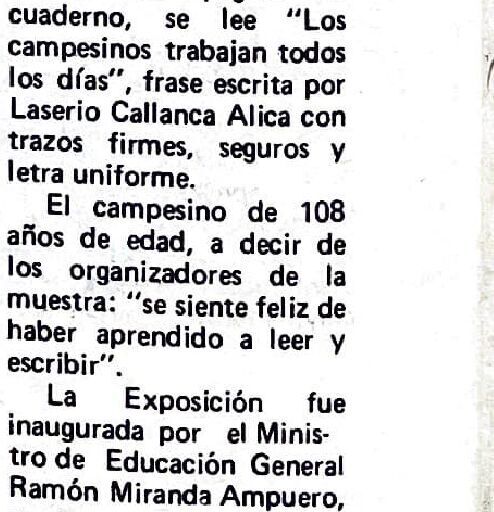 cuaderno, se lee "Los
campesinos trabajan todos
los días", frase escrita por
Laserio Callanca Alica con
trazos firmes, seguros y
letra uniforme.
El campesino de 108
años de edad, a decir de
los organizadores de la
muestra: "se siente feliz de
haber aprendido a leer y
escribir".
La Exposición fue
inaugurada por el Minis-
tro de Educación General
Ramón Miranda Ampuero,